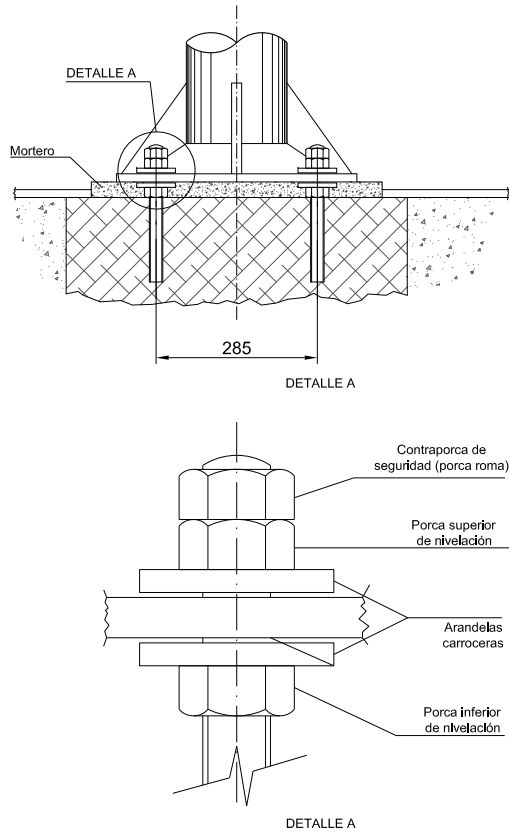 DETALLE A
Mortero
285
DETALLE A
Contraporca de
seguridad (porca roma)
Porca superior
de nivelación
Arandelas
carroceras
Porca inferior
de nivelación
DETALLE A